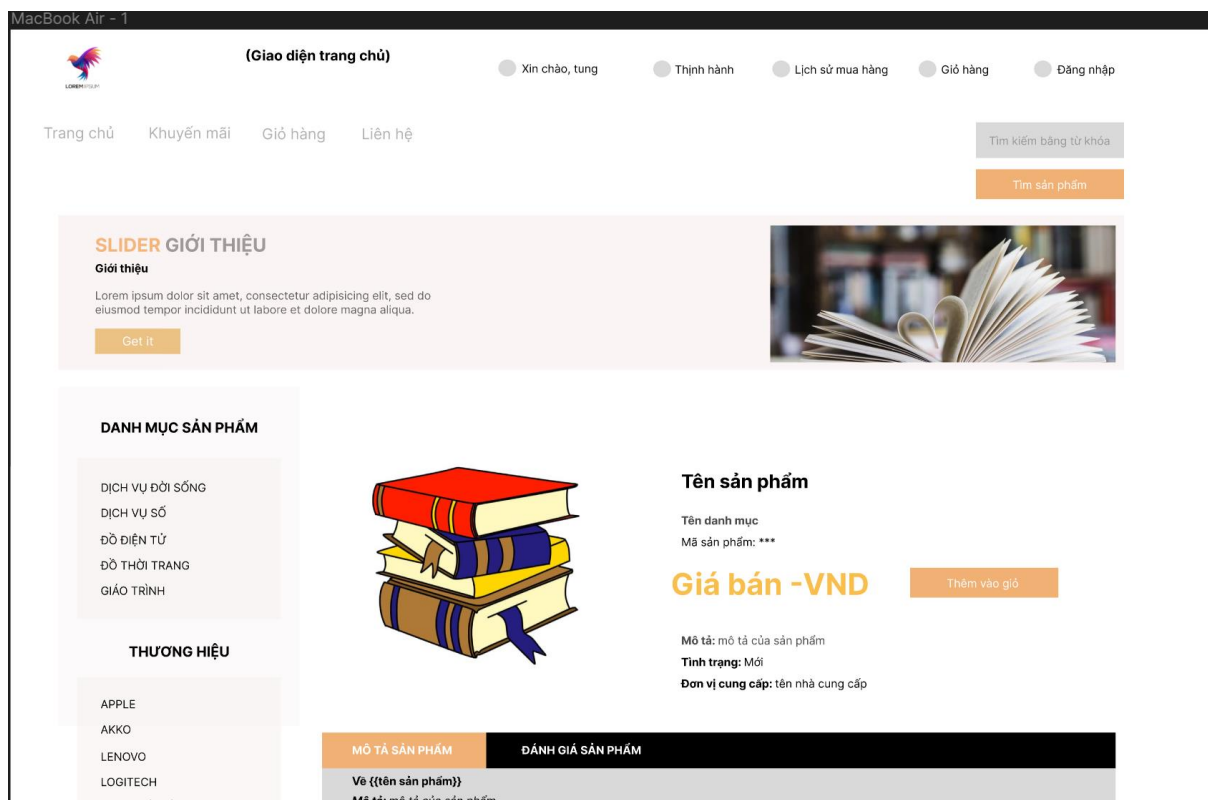 MacBook Air - 1
(Giao diện trang chủ)
LOREM IPSUM
Xin chào, tung
Thịnh hành
Lịch sử mua hàng
Giỏ hàng
Đăng nhập
Trang chủ
Khuyến mãi
Giỏ hàng
Liên hệ
Tìm kiếm bằng từ khóa
Tìm sản phẩm
SLIDER GIỚI THIỆU
Giới thiệu
Lorem ipsum dolor sit amet, consectetur adipisicing elit, sed do
eiusmod tempor incididunt ut labore et dolore magna aliqua.
Get it
DANH MỤC SẢN PHẨM
DỊCH VỤ ĐỜI SỐNG
DỊCH VỤ SỐ
ĐỒ ĐIỆN TỬ
ĐỒ THỜI TRANG
GIÁO TRÌNH
THƯƠNG HIỆU
APPLE
AKKO
LENOVO
LOGITECH
Tên sản phẩm
Tên danh mục
Mã sản phẩm: ***
Giá bán -VND
Thêm vào giỏ
Mô tả: mô tả của sản phẩm
Tình trạng: Mới
Đơn vị cung cấp: tên nhà cung cấp
MÔ TẢ SẢN PHẨM
ĐÁNH GIÁ SẢN PHẨM
Về {{tên sản phẩm}}
Mô tả: mô tả của sản phẩm